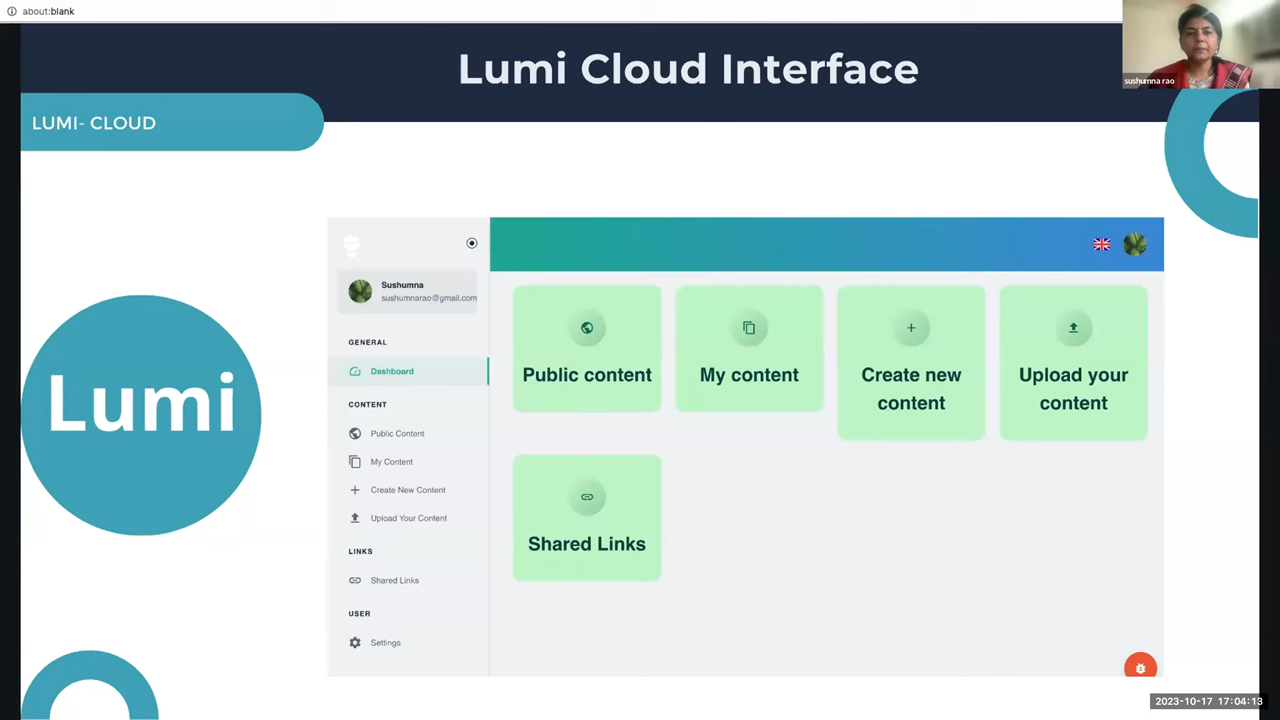 about:blank
Lumi Cloud Interface
sushumna rao
LUMI- CLOUD
Lumi
Sushumna
sushumnarao@gmail.com
GENERAL
Dashboard
CONTENT
Public Content
My Content
Create New Content
Upload Your Content
LINKS
Shared Links
USER
Settings
Public content
My content
Create new
content
Upload your
content
Shared Links
2023-10-17 17:04:13